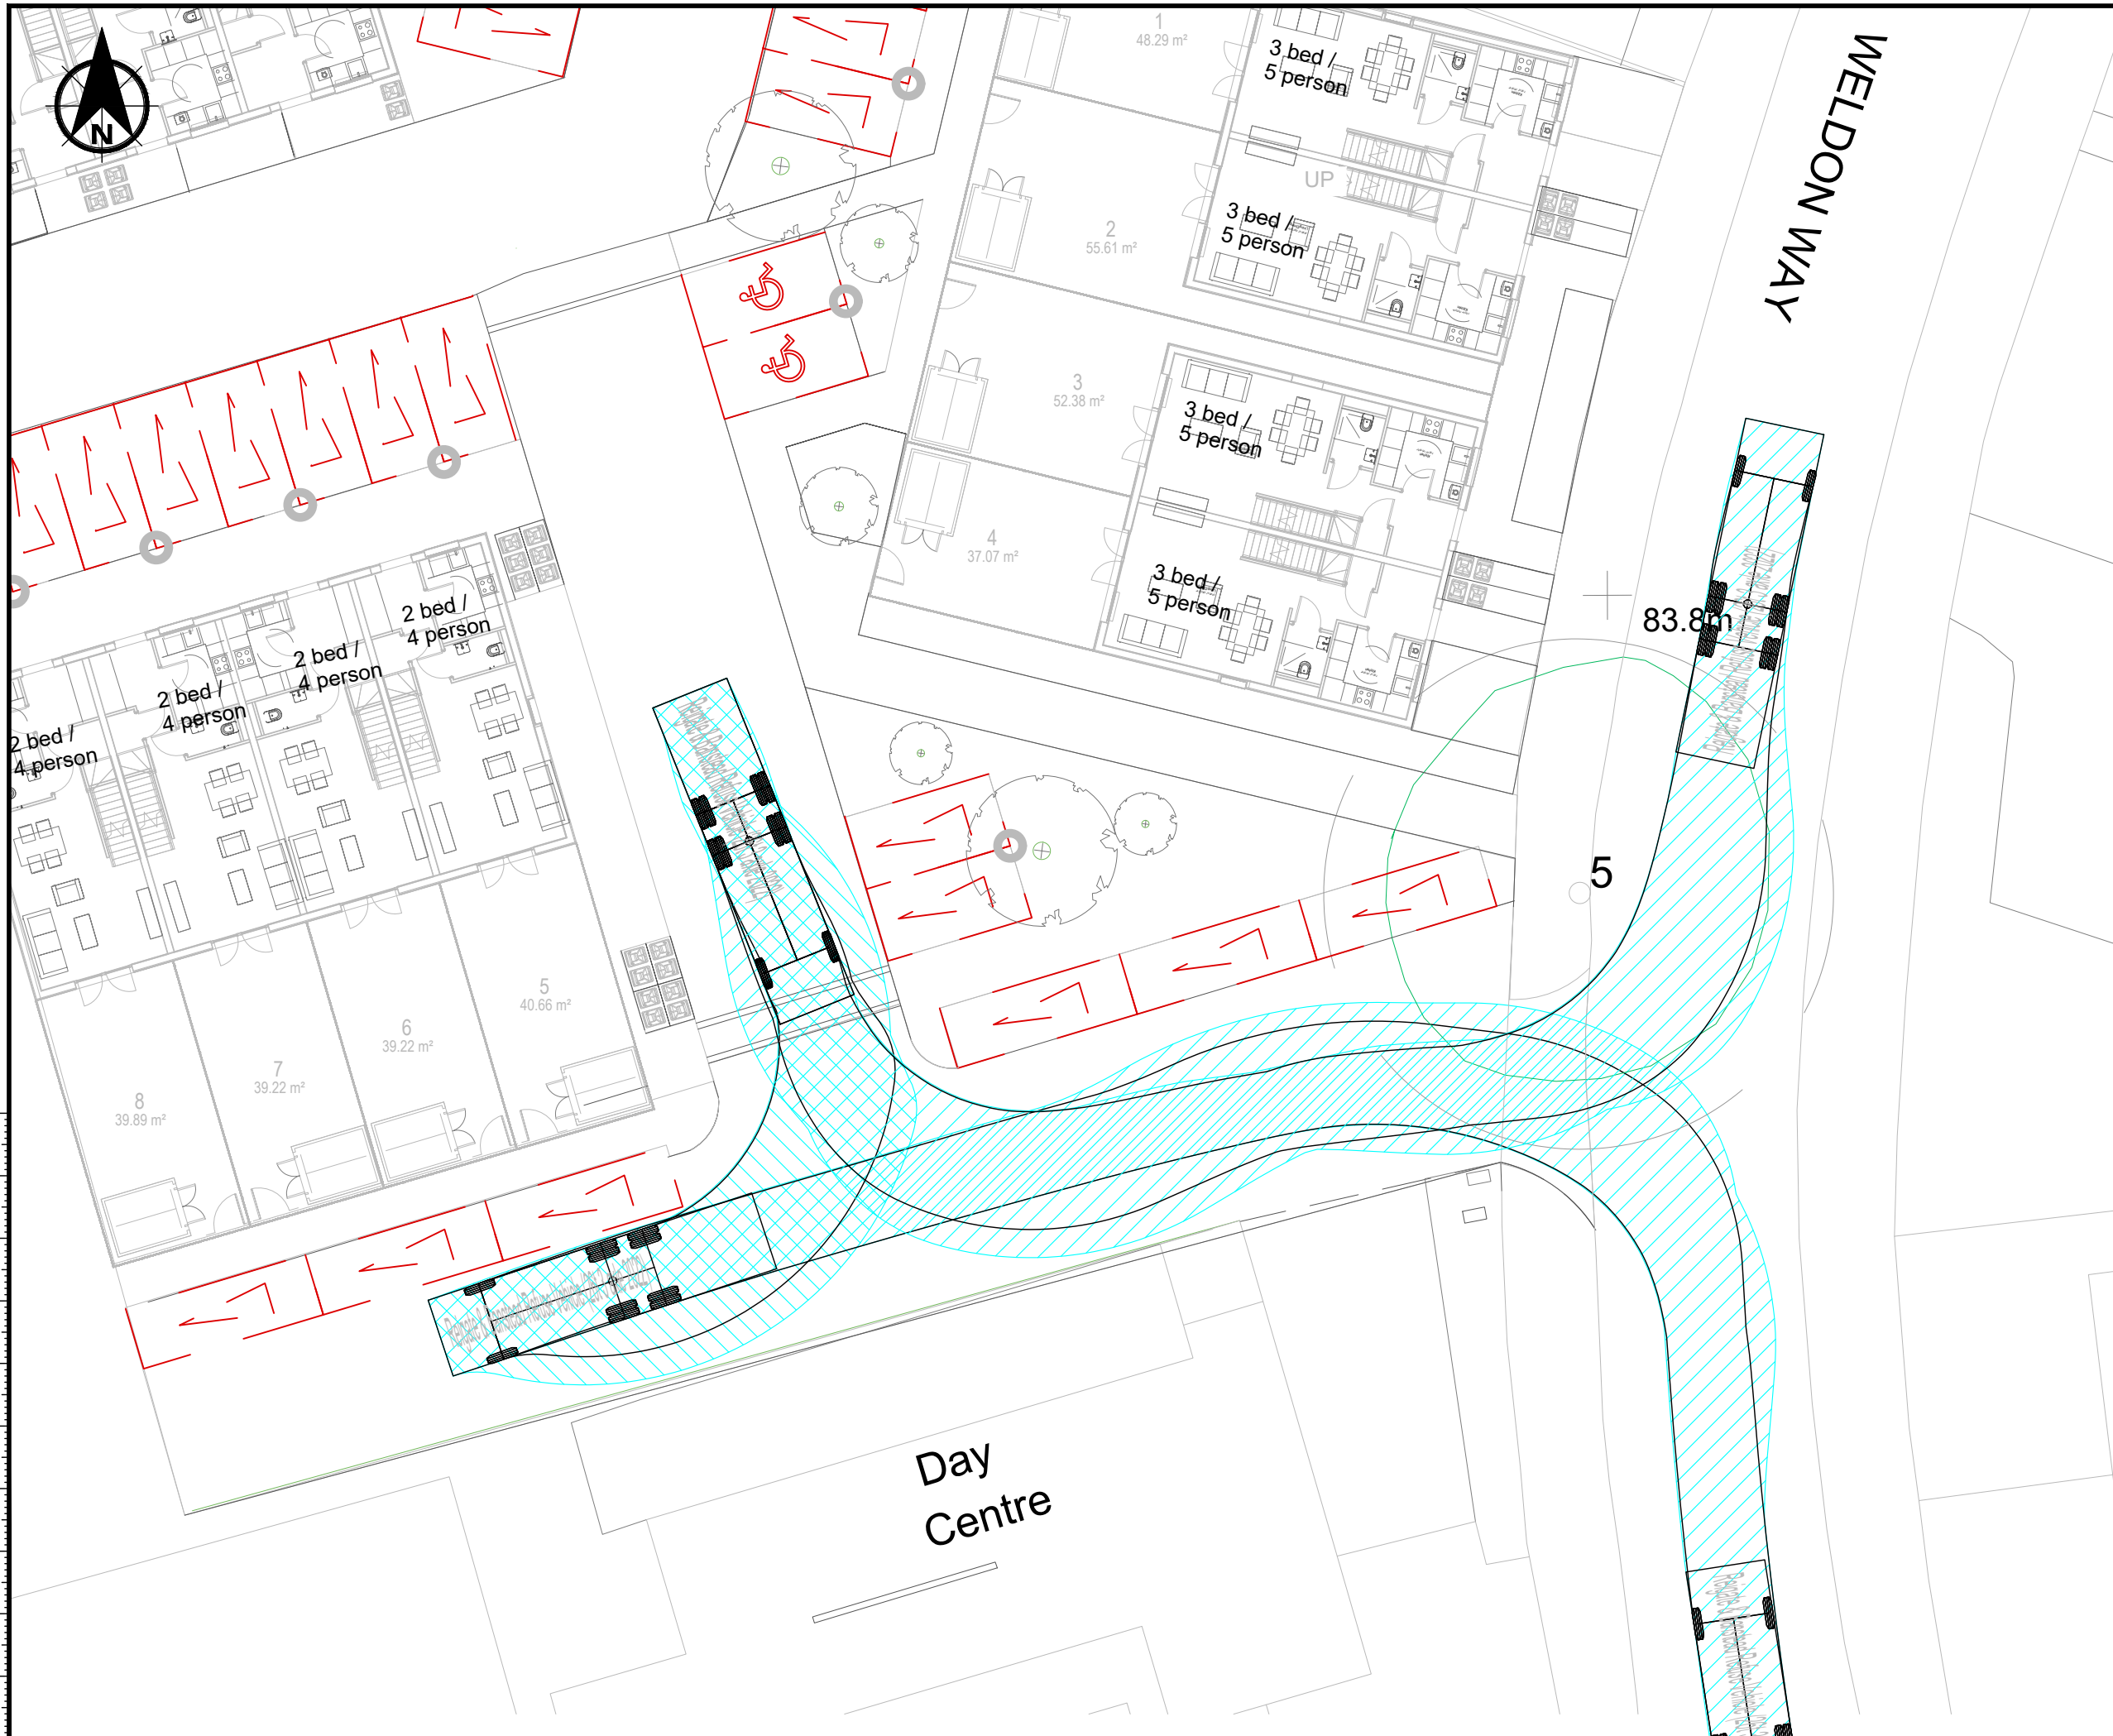 N
1
48.29 m²
3 bed /
5 person
WELDON WAY
UP
2
55.61 m²
3 bed /
5 person
3
52.38 m²
3 bed /
5 person
4
37.07 m²
3 bed /
5 person
83.8m
2 bed /
4 person
2 bed /
4 person
2 bed /
4 person
2 bed /
4 person
5
5
40.66 m²
6
39.22 m²
7
39.22 m²
8
39.89 m²
Day
Centre